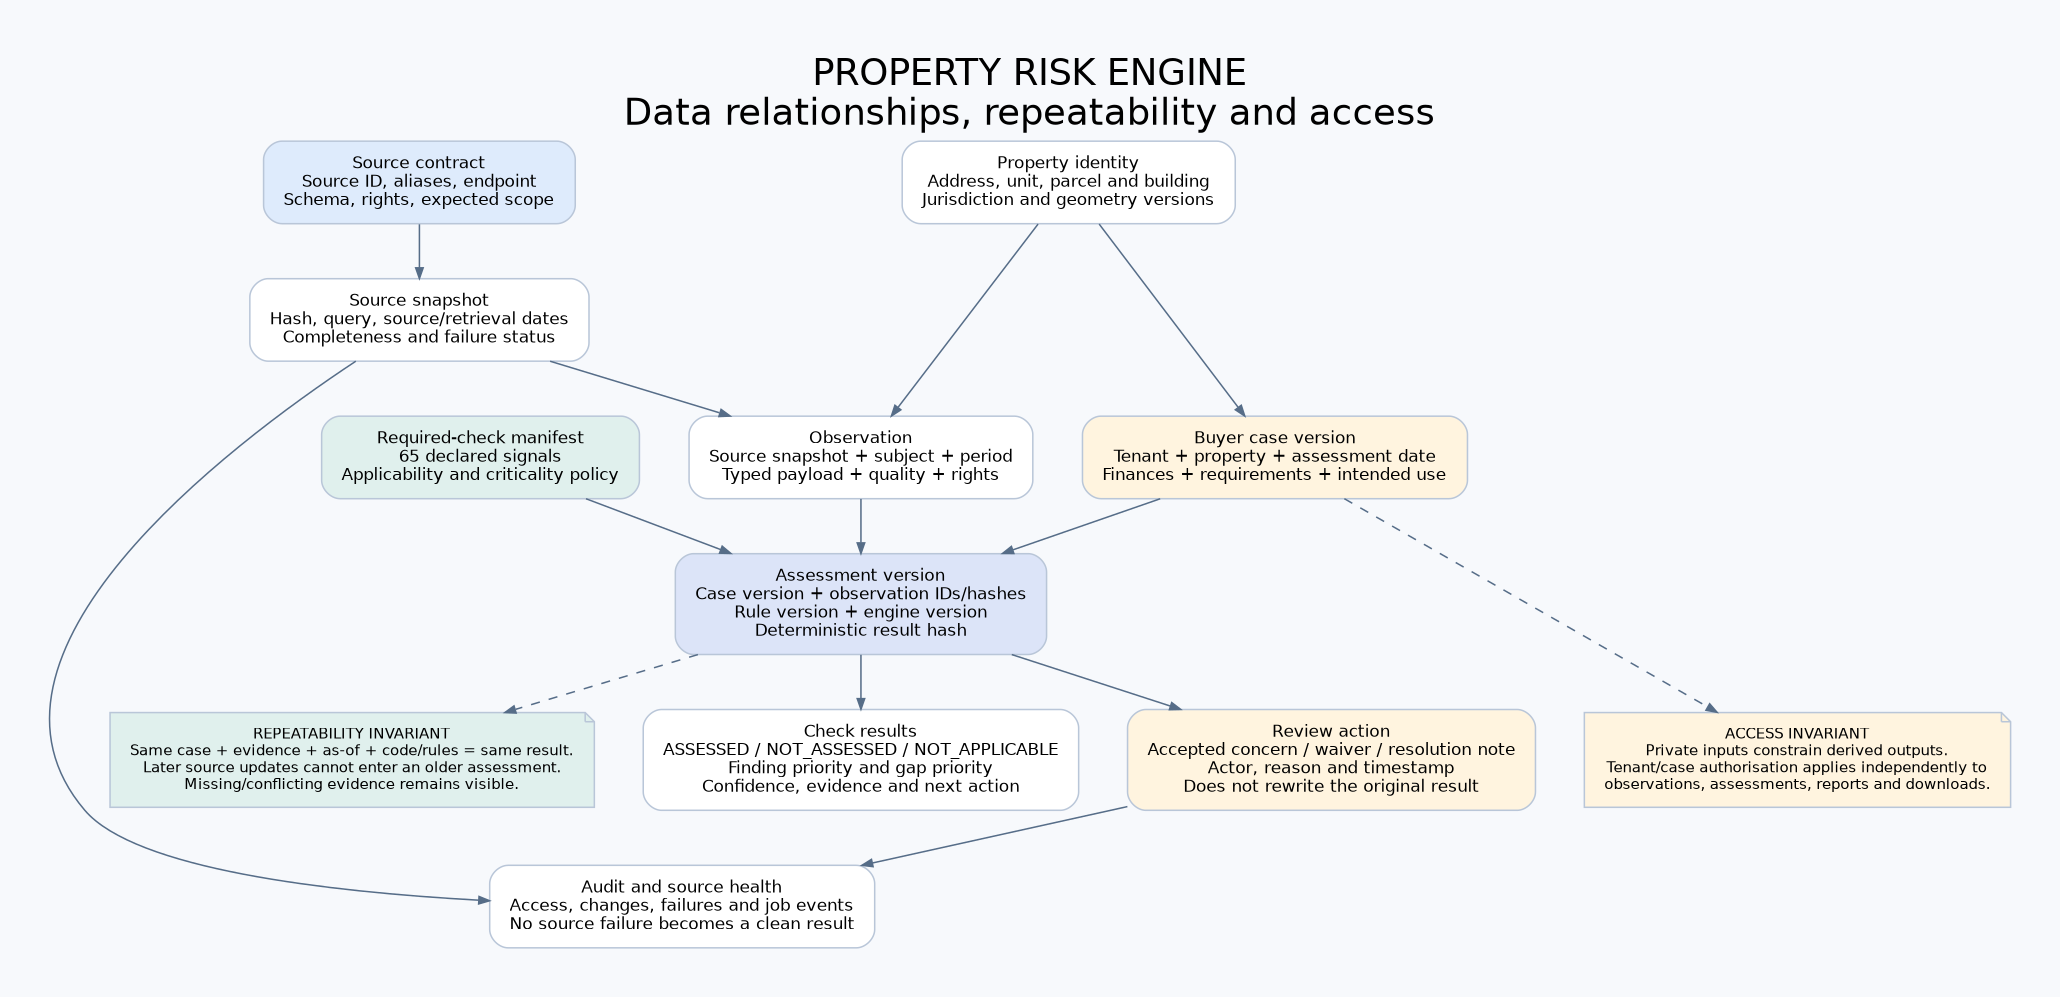 PROPERTY RISK ENGINE
Data relationships, repeatability and access
Source contract
Source ID, aliases, endpoint
Schema, rights, expected scope
Property identity
Address, unit, parcel and building
Jurisdiction and geometry versions
Source snapshot
Hash, query, source/retrieval dates
Completeness and failure status
Required-check manifest
65 declared signals
Applicability and criticality policy
Observation
Source snapshot + subject + period
Typed payload + quality + rights
Buyer case version
Tenant + property + assessment date
Finances + requirements + intended use
Assessment version
Case version + observation IDs/hashes
Rule version + engine version
Deterministic result hash
REPEATABILITY INVARIANT
Same case + evidence + as-of + code/rules = same result.
Later source updates cannot enter an older assessment.
Missing/conflicting evidence remains visible.
Check results
ASSESSED / NOT_ASSESSED / NOT_APPLICABLE
Finding priority and gap priority
Confidence, evidence and next action
Review action
Accepted concern / waiver / resolution note
Actor, reason and timestamp
Does not rewrite the original result
ACCESS INVARIANT
Private inputs constrain derived outputs.
Tenant/case authorisation applies independently to
observations, assessments, reports and downloads.
Audit and source health
Access, changes, failures and job events
No source failure becomes a clean result